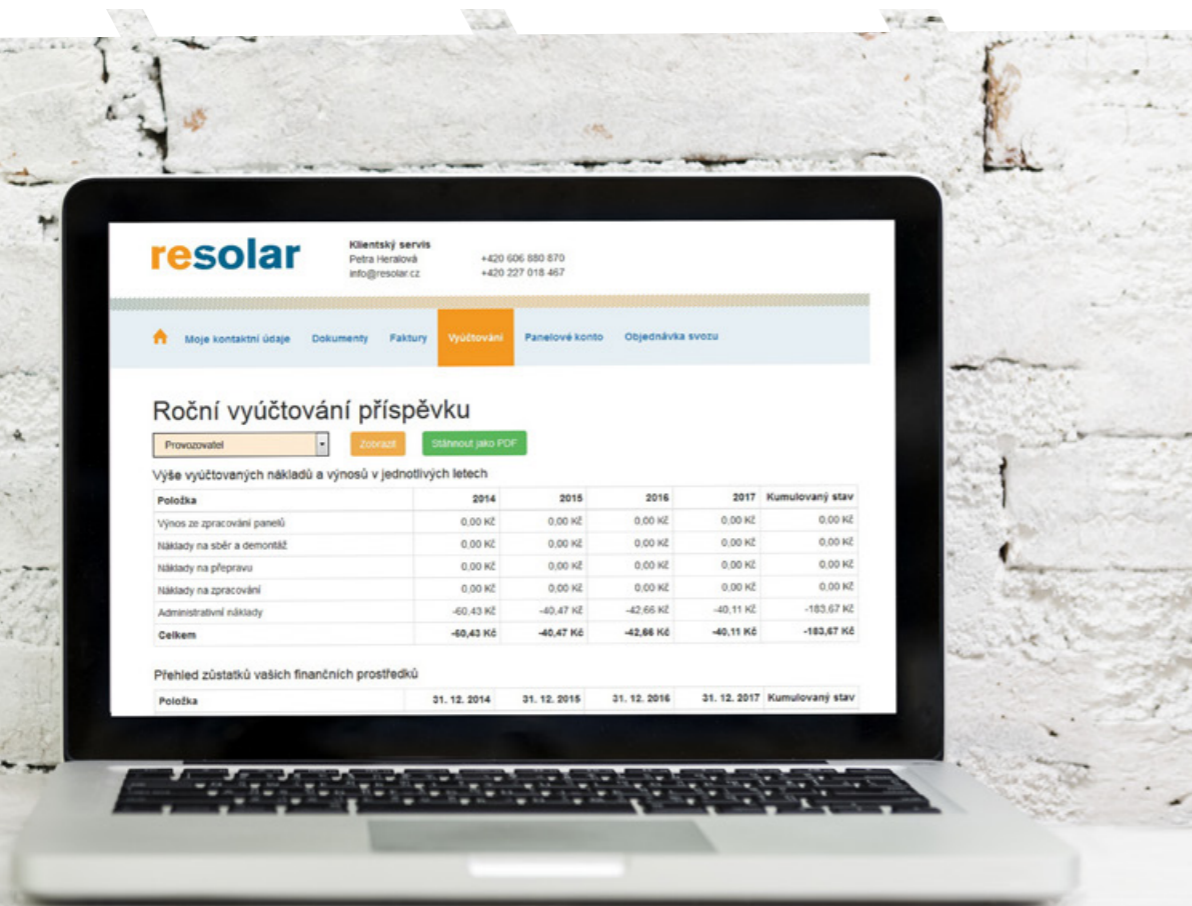 resolar
Klientský servis
Petra Heralová +420 606 880 870
info@resolar.cz +420 227 018 467
Moje kontaktní údaje Dokumenty Faktury Vyúčtování Panelové konto Objednávka svozu
Roční vyúčtování příspěvku
Provozovatel Zobrazit Stáhnout jako PDF
Výše vyúčtovaných nákladů a výnosů v jednotlivých letech
Položka 2014 2015 2016 2017 Kumulovaný stav
Výnos ze zpracování panelů 0,00 Kč 0,00 Kč 0,00 Kč 0,00 Kč 0,00 Kč
Náklady na sběr a demontáž 0,00 Kč 0,00 Kč 0,00 Kč 0,00 Kč 0,00 Kč
Náklady na přepravu 0,00 Kč 0,00 Kč 0,00 Kč 0,00 Kč 0,00 Kč
Náklady na zpracování 0,00 Kč 0,00 Kč 0,00 Kč 0,00 Kč 0,00 Kč
Administrativní náklady -60,43 Kč -40,47 Kč -42,66 Kč -40,11 Kč -183,67 Kč
Celkem -60,43 Kč -40,47 Kč -42,66 Kč -40,11 Kč -183,67 Kč
Přehled zůstatků vašich finančních prostředků
Položka 31. 12. 2014 31. 12. 2015 31. 12. 2016 31. 12. 2017 Kumulovaný stav